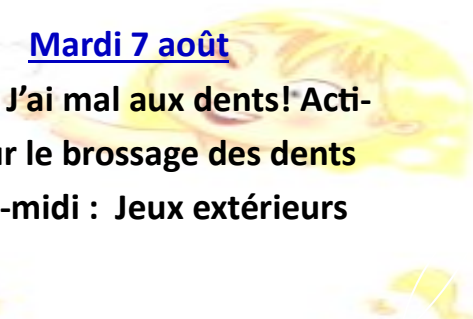 Mardi 7 août
J'ai mal aux dents! Acti-
le brossage des dents
-midi : Jeux extérieurs